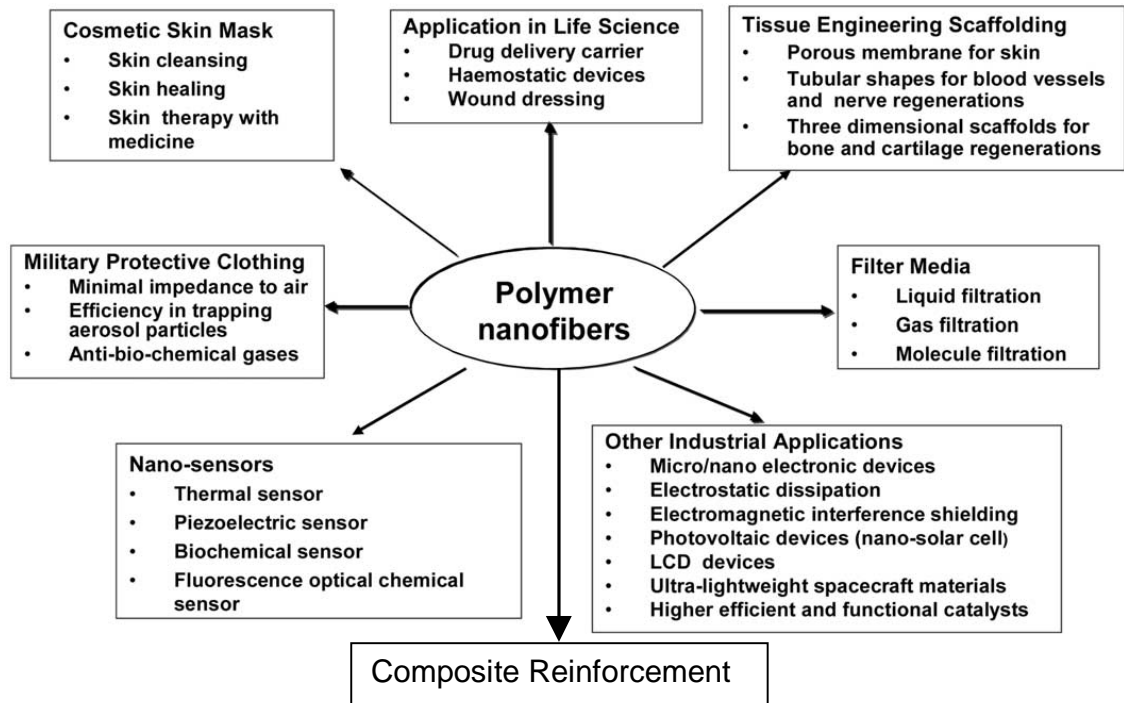 Cosmetic Skin Mask
• Skin cleansing
• Skin healing
• Skin therapy with
medicine
Application in Life Science
• Drug delivery carrier
• Haemostatic devices
• Wound dressing
Tissue Engineering Scaffolding
• Porous membrane for skin
• Tubular shapes for blood vessels
and nerve regenerations
• Three dimensional scaffolds for
bone and cartilage regenerations
Military Protective Clothing
• Minimal impedance to air
• Efficiency in trapping
aerosol particles
• Anti-bio-chemical gases
Polymer
nanofibers
Filter Media
• Liquid filtration
• Gas filtration
• Molecule filtration
Nano-sensors
• Thermal sensor
• Piezoelectric sensor
• Biochemical sensor
• Fluorescence optical chemical
sensor
Other Industrial Applications
• Micro/nano electronic devices
• Electrostatic dissipation
• Electromagnetic interference shielding
• Photovoltaic devices (nano-solar cell)
• LCD devices
• Ultra-lightweight spacecraft materials
• Higher efficient and functional catalysts
Composite Reinforcement